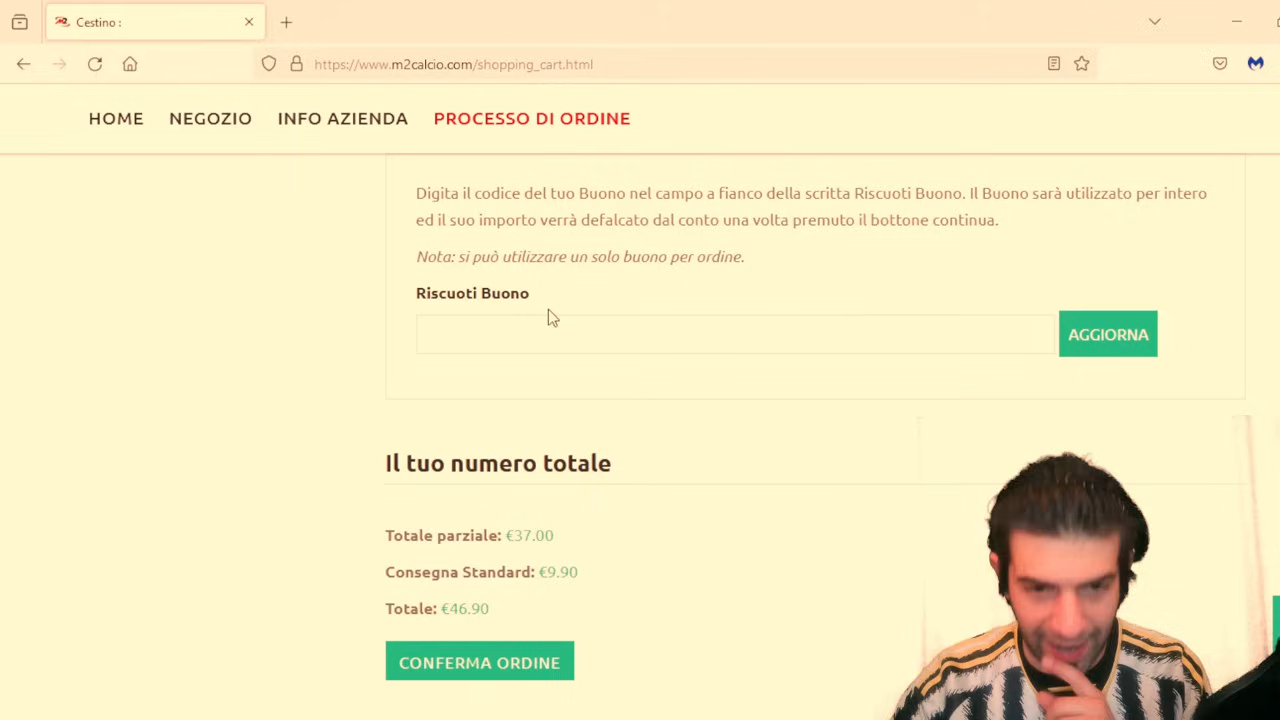 Cestino :
https://www.m2calcio.com/shopping_cart.html
HOME NEGOZIO INFO AZIENDA PROCESSO DI ORDINE
Digita il codice del tuo Buono nel campo a fianco della scritta Riscuoti Buono. Il Buono sarà utilizzato per intero
ed il suo importo verrà defalcato dal conto una volta premuto il bottone continua.
Nota: si può utilizzare un solo buono per ordine.
Riscuoti Buono
AGGIORNA
Il tuo numero totale
Totale parziale: €37.00
Consegna Standard: €9.90
Totale: €46.90
CONFERMA ORDINE